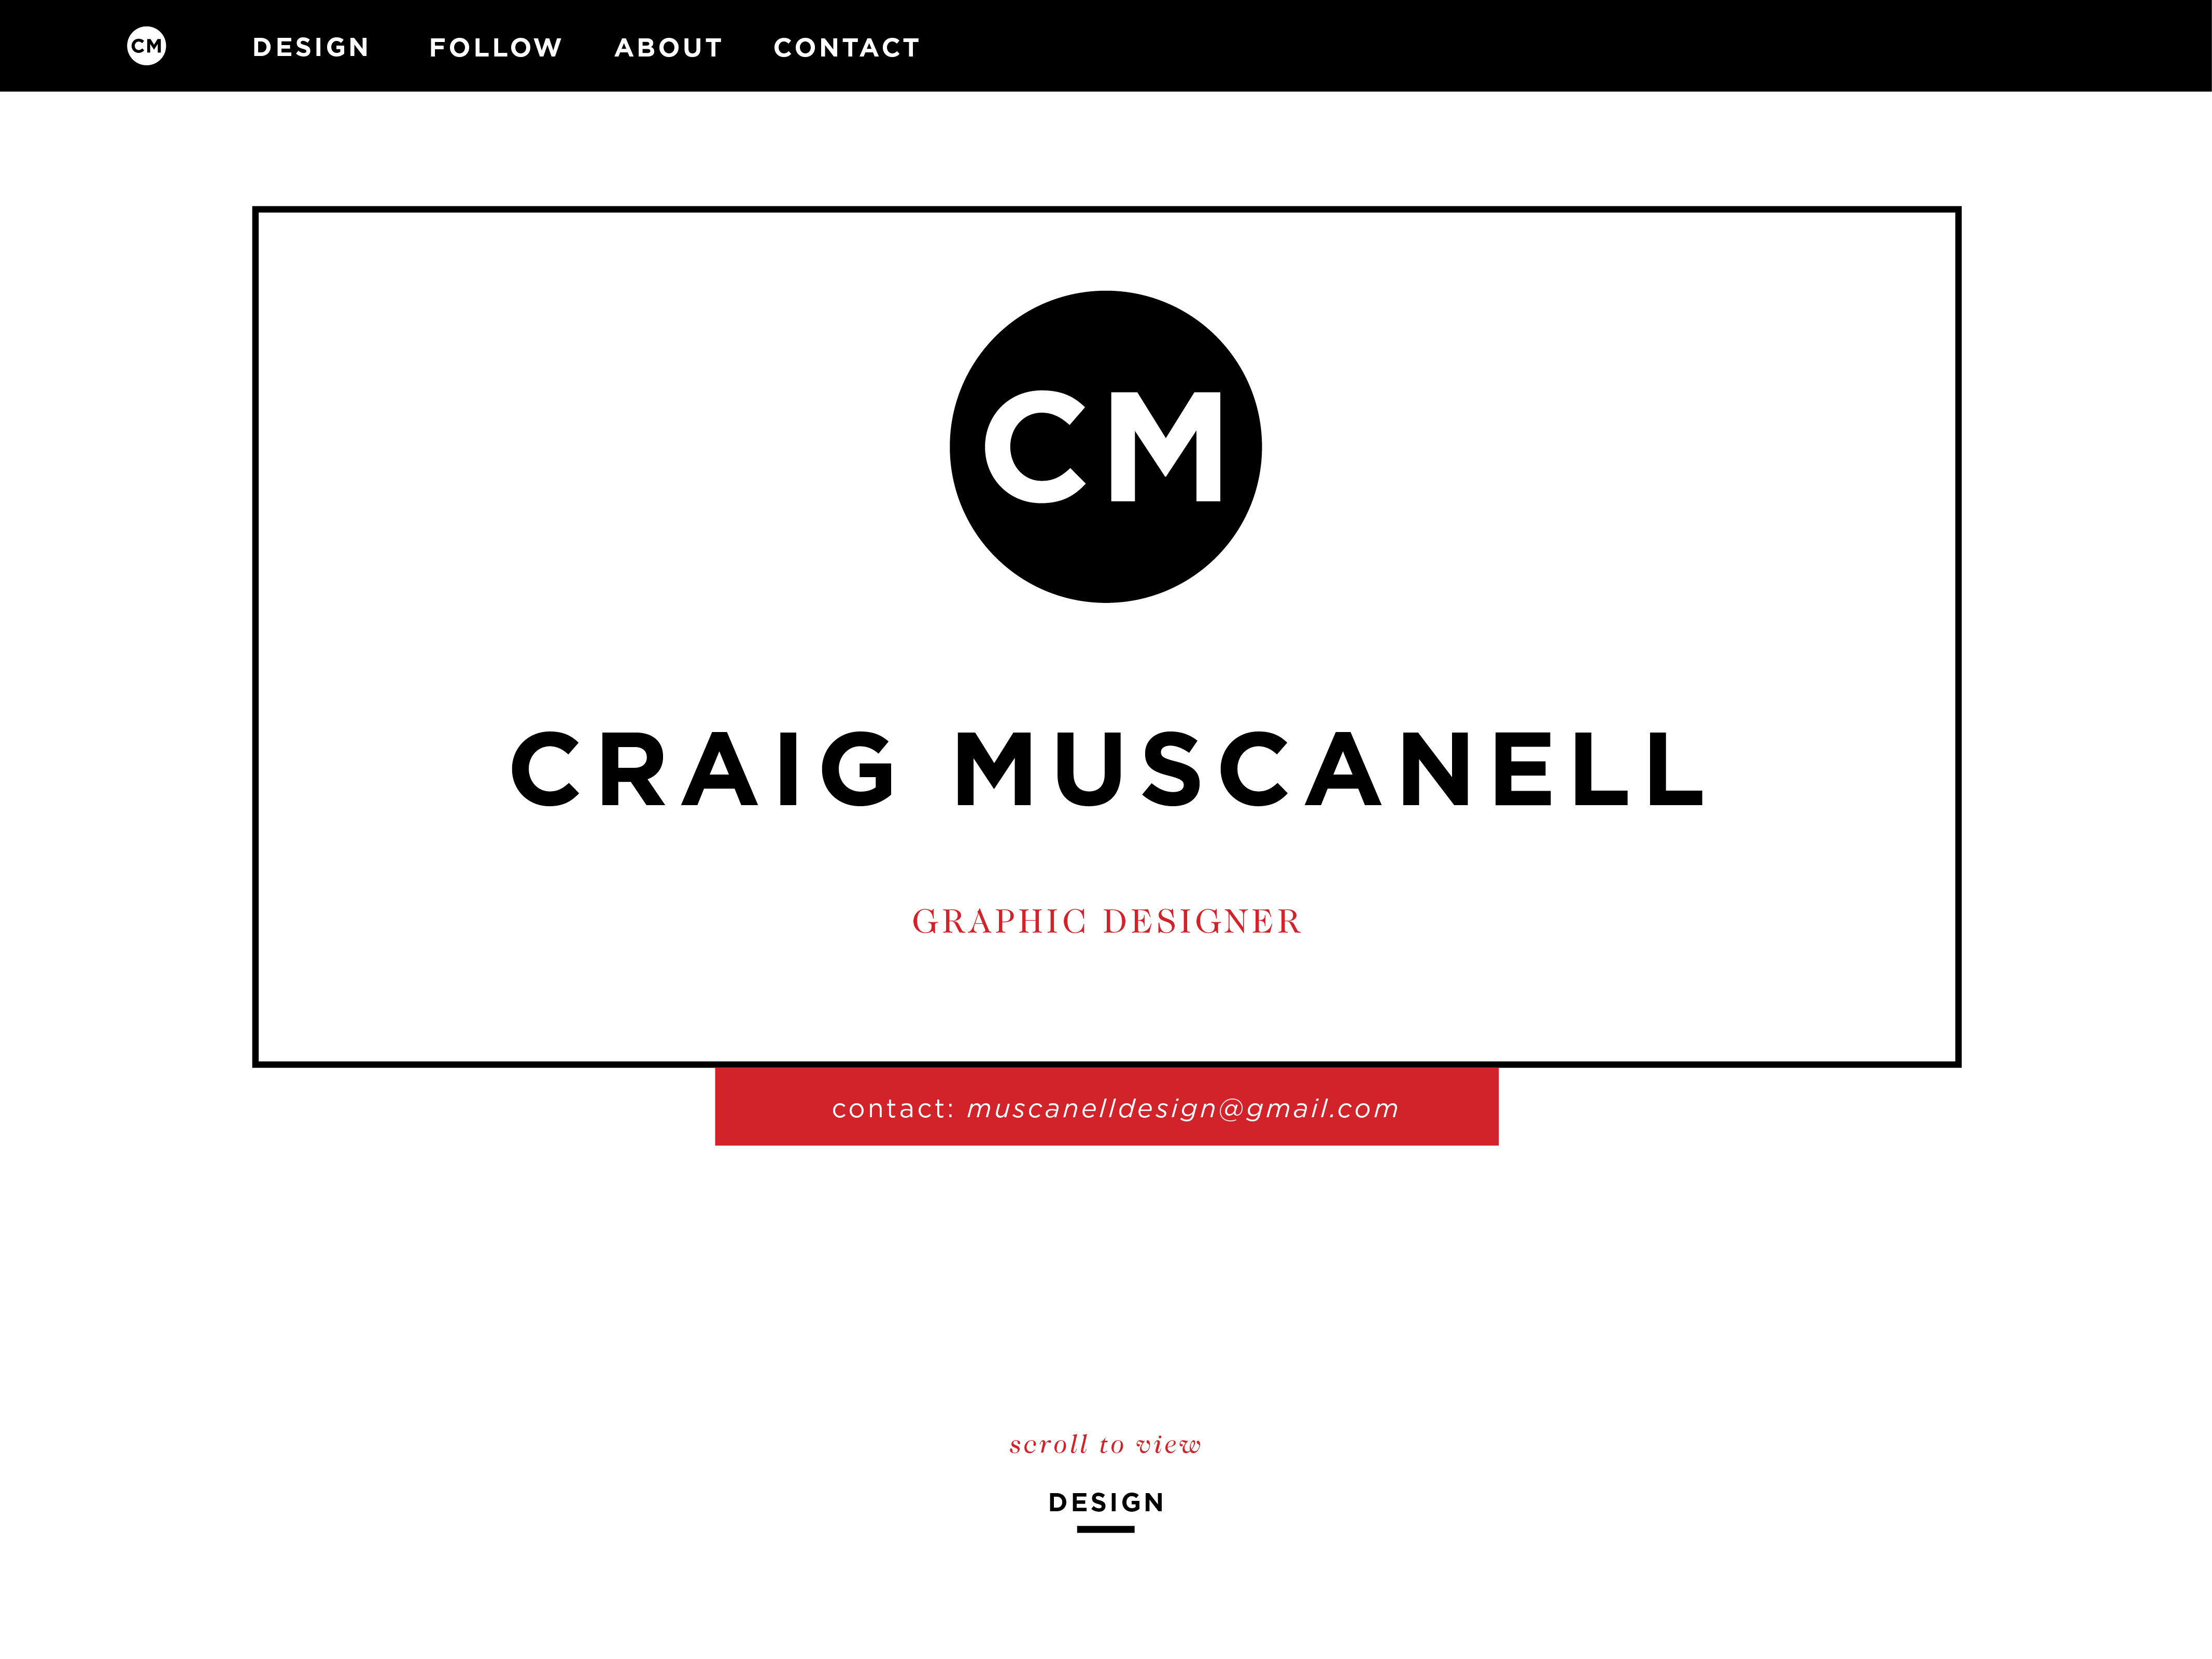 CM DESIGN FOLLOW ABOUT CONTACT
CM
CRAIG MUSCANELL
GRAPHIC DESIGNER
contact: muscanelldesign@gmail.com
scroll to view
DESIGN